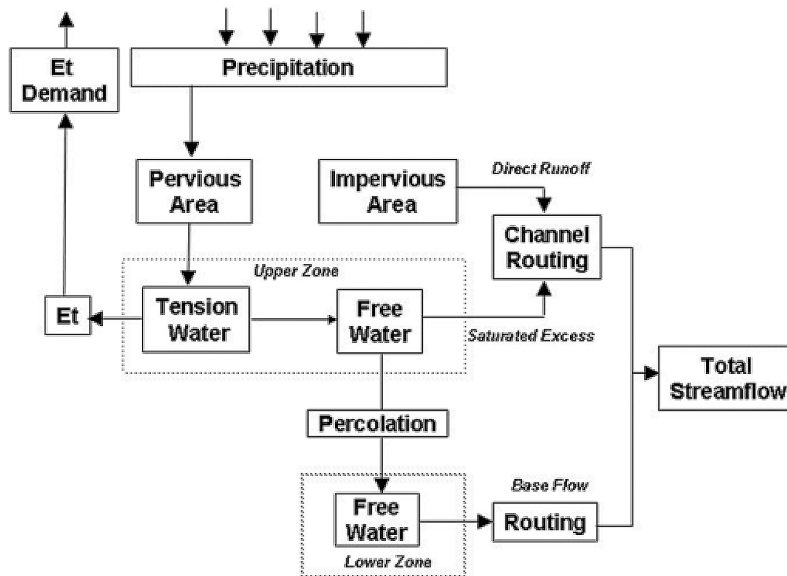 Et
Demand
Precipitation
Pervious
Area
Impervious
Area
Direct Runoff
Channel
Routing
Upper Zone
Et
Tension
Water
Free
Water
Saturated Excess
Total
Streamflow
Percolation
Free
Water
Lower Zone
Base Flow
Routing